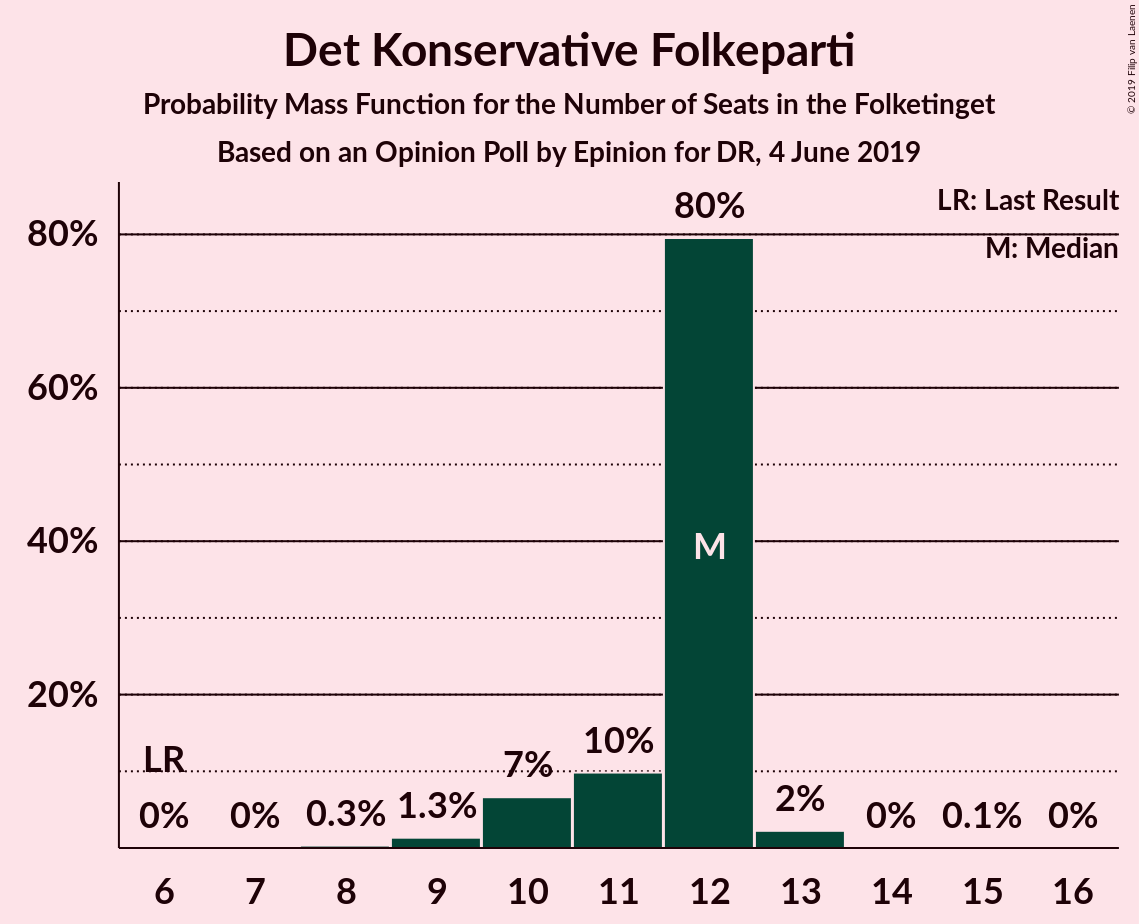 Det Konservative Folkeparti
Probability Mass Function for the Number of Seats in the Folketinget
Based on an Opinion Poll by Epinion for DR, 4 June 2019
© 2019 Filip van Laenen
LR: Last Result
M: Median
80%
60%
40%
20%
LR
0%
0%
0.3%
1.3%
7%
10%
80%
M
2%
0%
0.1%
0%
6 7 8 9 10 11 12 13 14 15 16